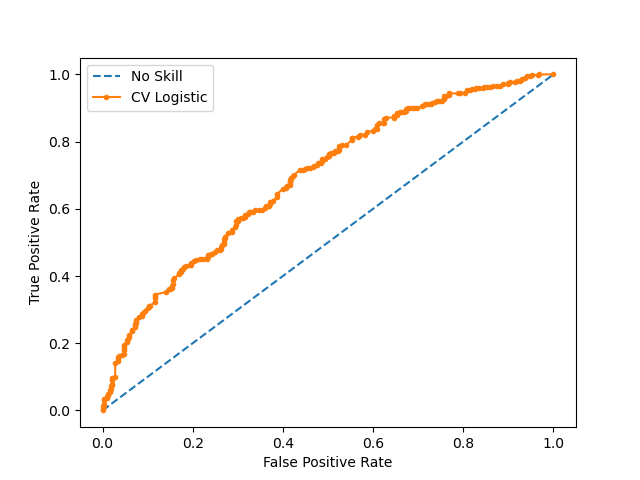 No Skill
CV Logistic
1.0
0.8
0.6
0.4
0.2
0.0
True Positive Rate
0.0 0.2 0.4 0.6 0.8 1.0
False Positive Rate